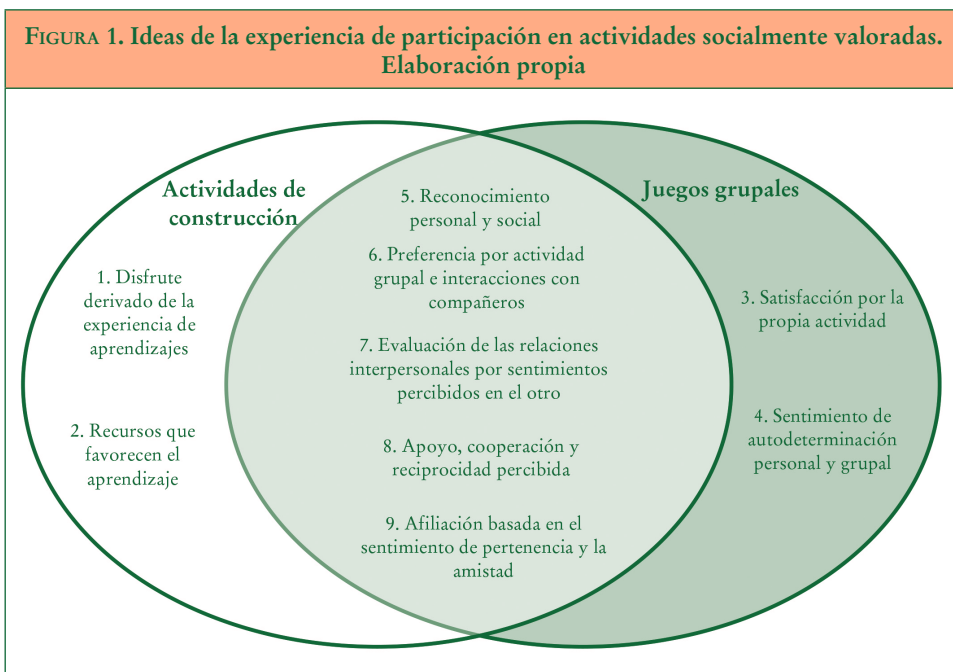 FIGURA 1. Ideas de la experiencia de participación en actividades socialmente valoradas.
Elaboración propia
Actividades de
construcción
1. Disfrute
derivado de la
experiencia de
aprendizajes
2. Recursos que
favorecen el
aprendizaje
5. Reconocimiento
personal y social
6. Preferencia por actividad
grupal e interacciones con
compañeros
7. Evaluación de las relaciones
interpersonales por sentimientos
percibidos en el otro
8. Apoyo, cooperación y
reciprocidad percibida
9. Afiliación basada en el
sentimiento de pertenencia y la
amistad
Juegos grupales
3. Satisfacción por la
propia actividad
4. Sentimiento de
autodeterminación
personal y grupal